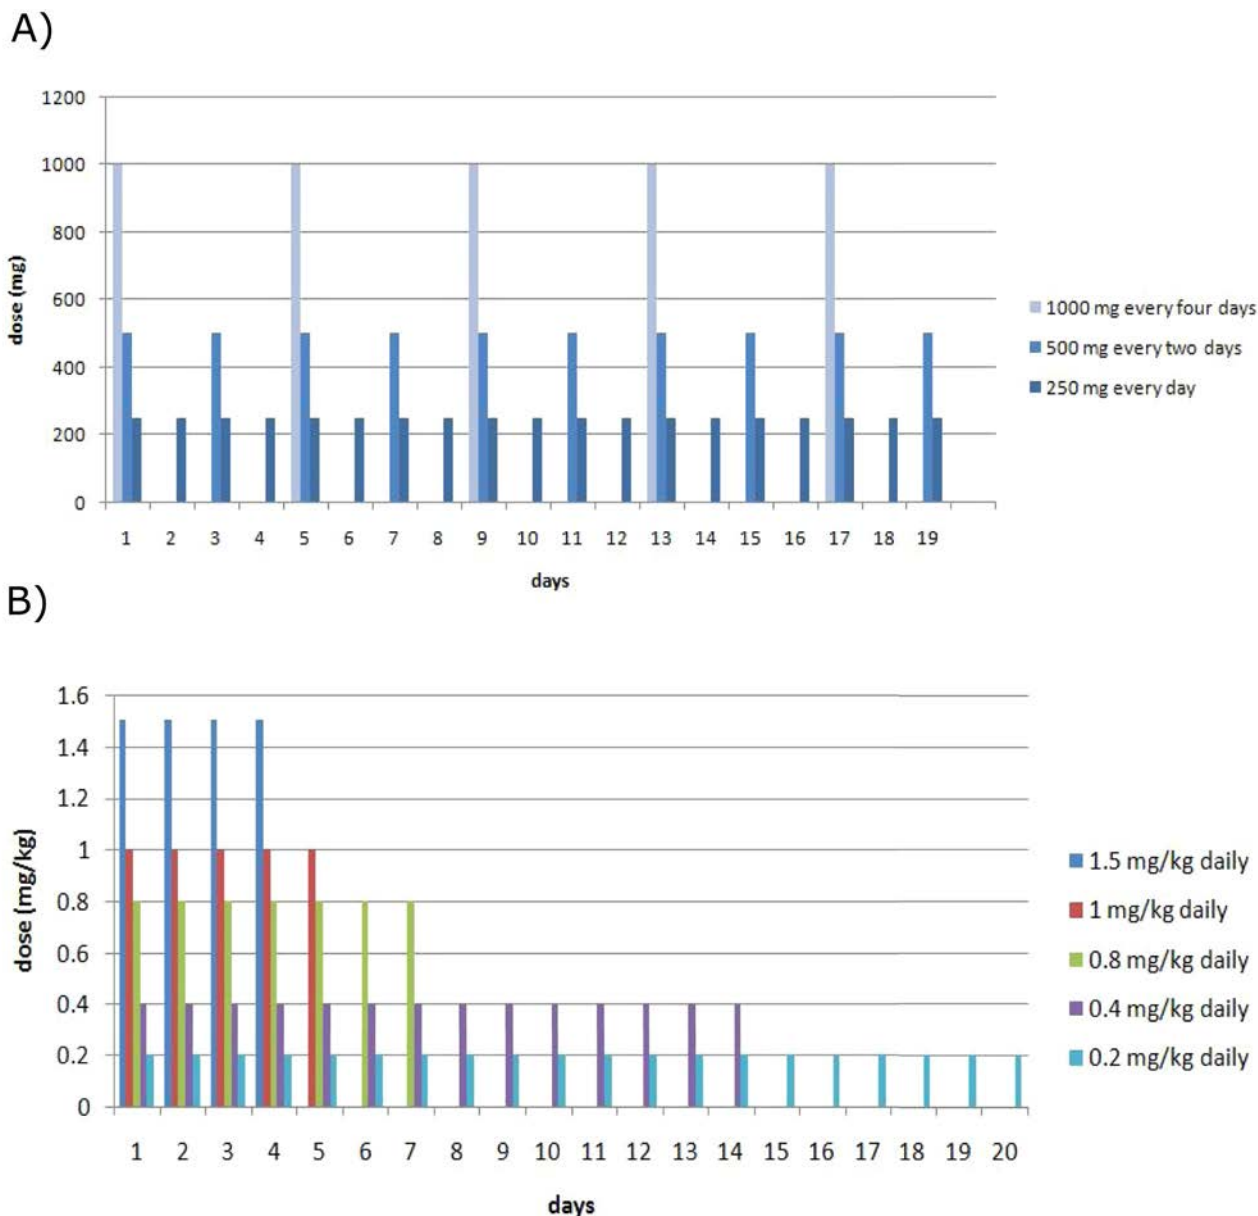 A)
1200
1000
800
600
400
200
0
dose (mg)
1 2 3 4 5 6 7 8 9 10 11 12 13 14 15 16 17 18 19
days
1000 mg every four days
500 mg every two days
250 mg every day
B)
1.6
1.4
1.2
1
0.8
0.6
0.4
0.2
0
dose (mg/kg)
1 2 3 4 5 6 7 8 9 10 11 12 13 14 15 16 17 18 19 20
days
1.5 mg/kg daily
1 mg/kg daily
0.8 mg/kg daily
0.4 mg/kg daily
0.2 mg/kg daily